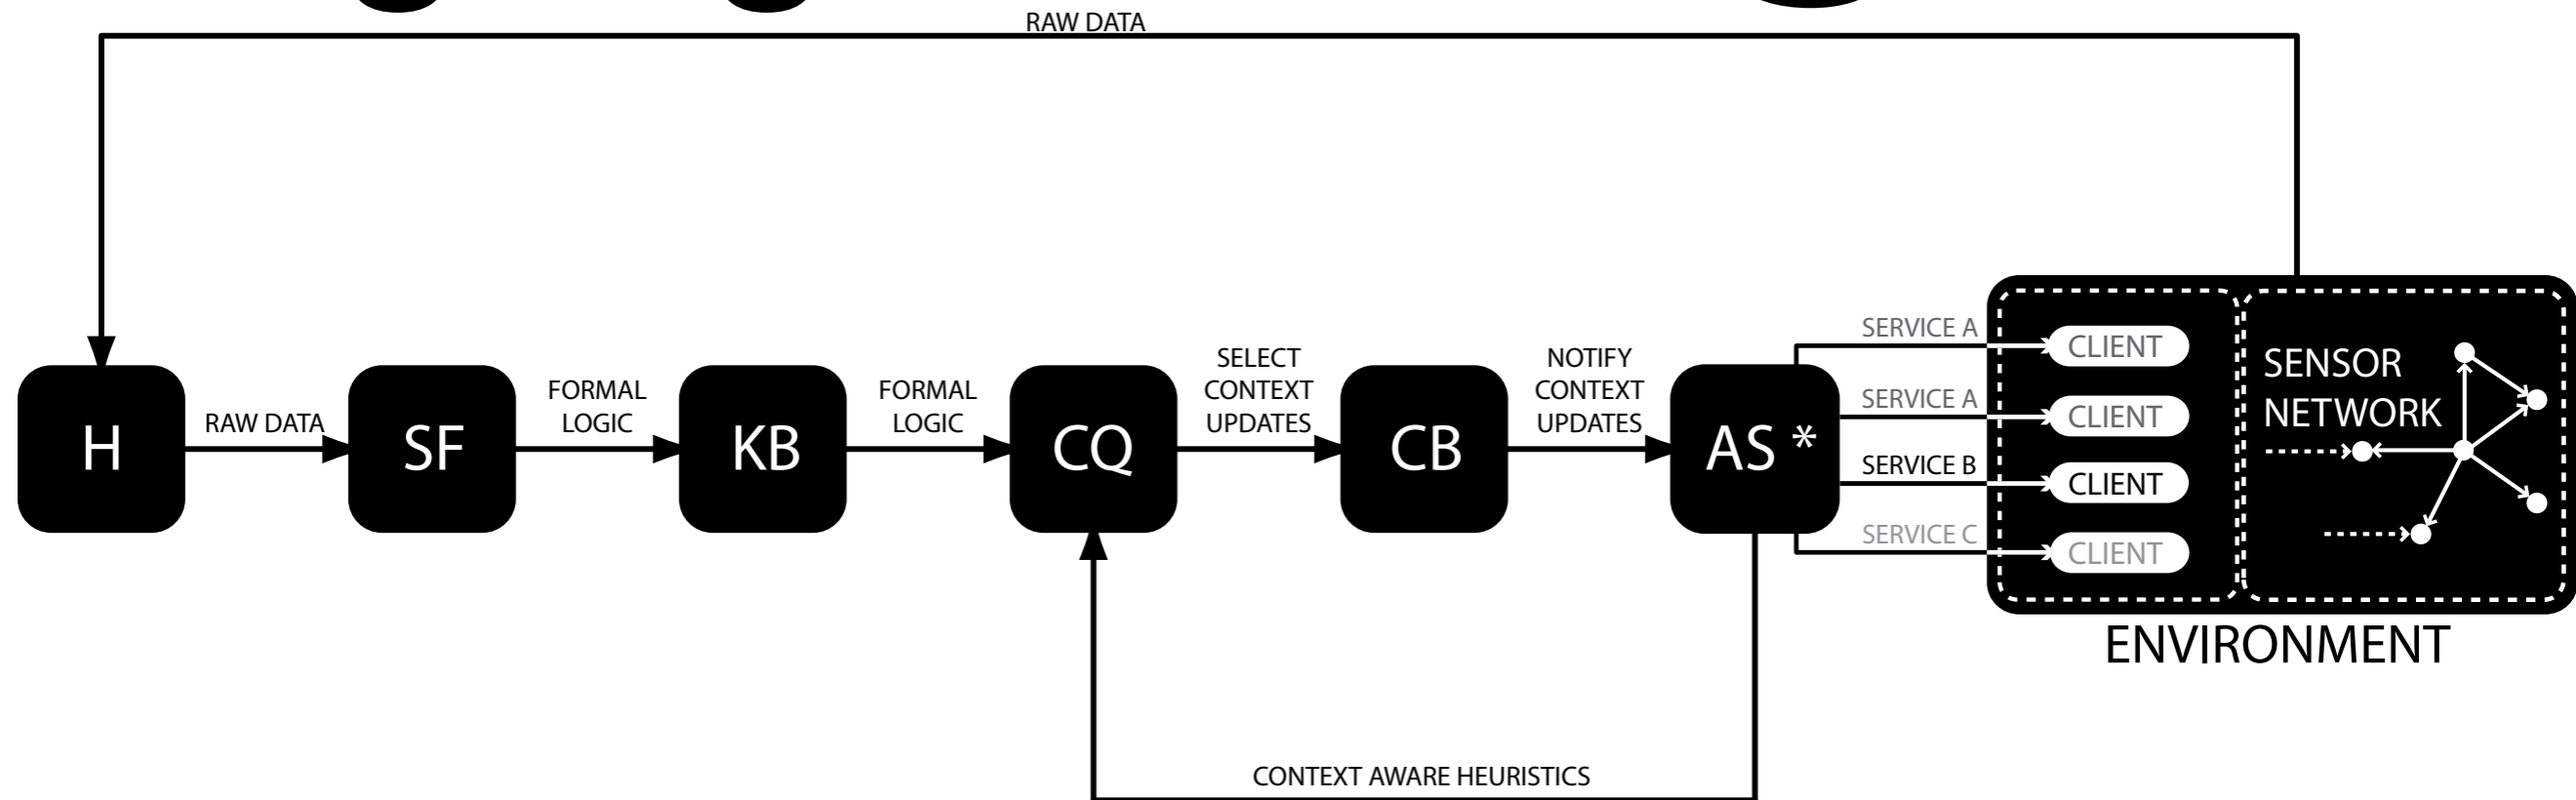 RAW DATA
H
RAW DATA
SF
FORMAL
LOGIC
KB
FORMAL
LOGIC
CQ
SELECT
CONTEXT
UPDATES
CB
NOTIFY
CONTEXT
UPDATES
AS *
SERVICE A
SERVICE A
SERVICE B
SERVICE C
CLIENT
CLIENT
CLIENT
CLIENT
SENSOR
NETWORK
ENVIRONMENT
CONTEXT AWARE HEURISTICS